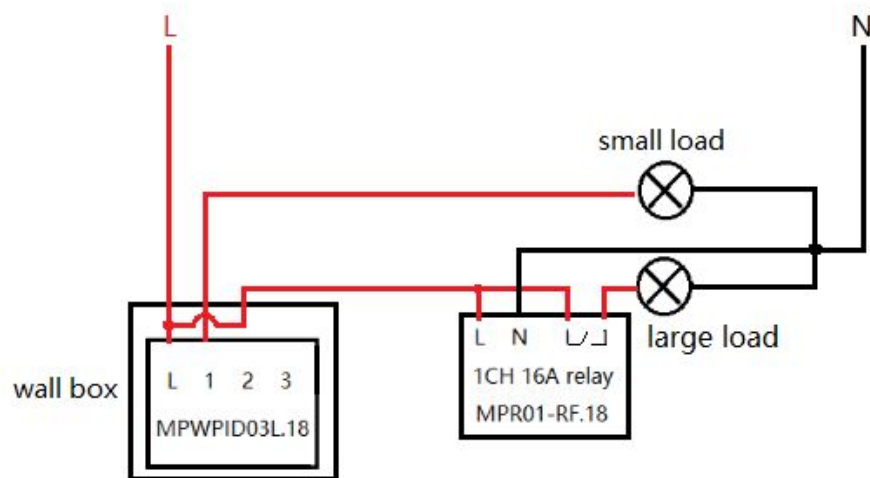 L
N
small load
large load
wall box
L 1 2 3
MPWPID03L.18
L N
1CH 16A relay
MPR01-RF.18